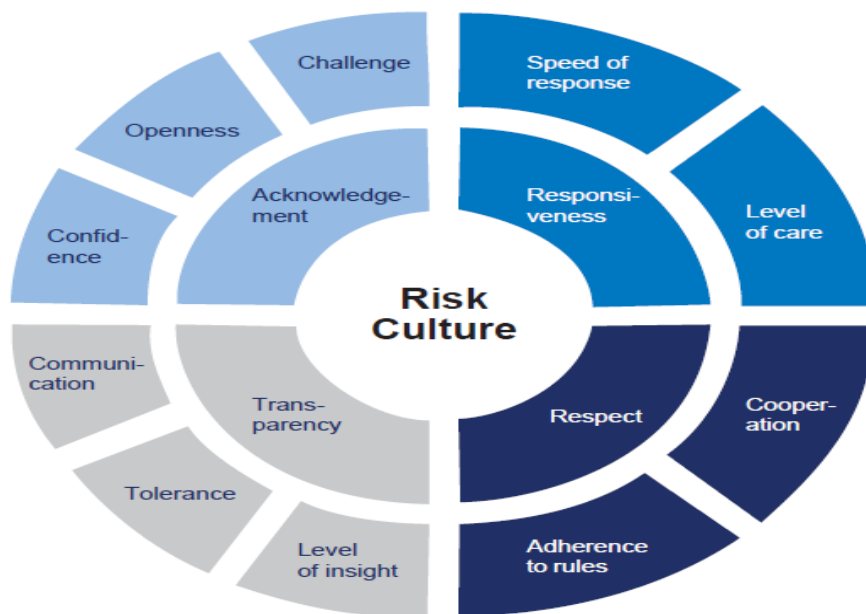 Challenge
Speed of
response
Openness
Acknowledge-
ment
Responsi-
veness
Confid-
ence
Level
of care
Risk
Culture
Communi-
cation
Trans-
parency
Respect
Cooper-
ation
Tolerance
Level
of insight
Adherence
to rules